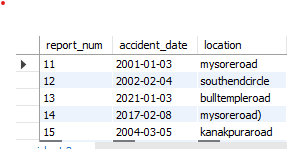 report_num accident_date location
11 2001-01-03 mysoreroad
12 2002-02-04 southendcircle
13 2021-01-03 bulltempleroad
14 2017-02-08 mysoreroad)
15 2004-03-05 kanakpuraroad